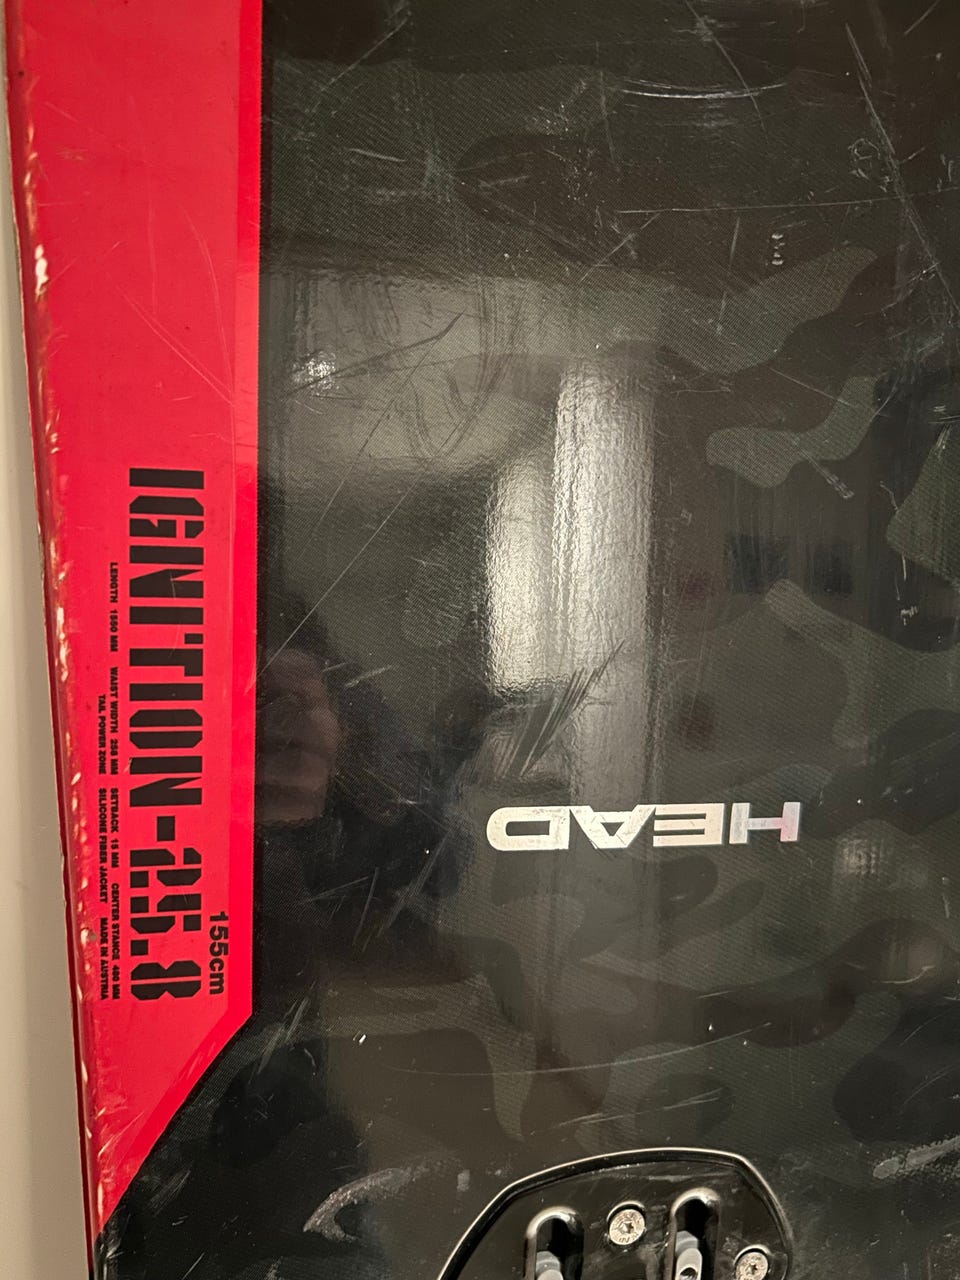 155cm
IGNITION-25.8
LENGTH 1550 MM WAIST WIDTH 258 MM SETBACK 15 MM CENTER STANCE 480 MM
TAIL POWER ZONE SILICONE FIBER JACKET MADE IN AUSTRIA
HEAD